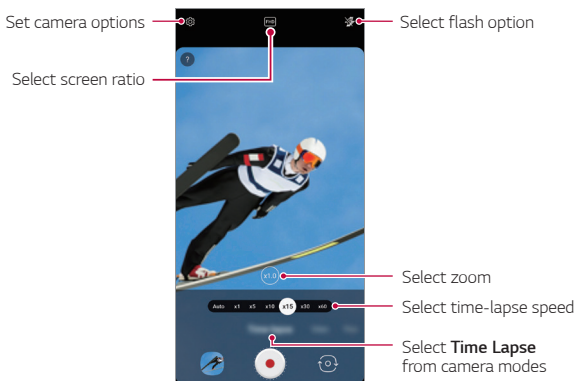 Set camera options
FHD
Select flash option
?
Select screen ratio
x1.0
Select zoom
Auto x1 x5 x10 x15 x30 x60
Select time-lapse speed
Time Lapse
Select Time Lapse
from camera modes